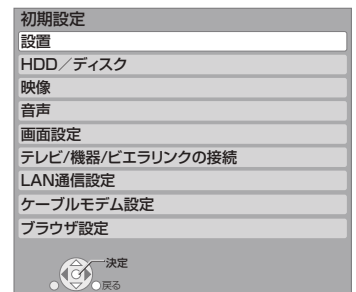 初期設定
設置
HDD／ディスク
映像
音声
画面設定
テレビ/機器/ビエラリンクの接続
LAN通信設定
ケーブルモデム設定
ブラウザ設定
決定
戻る